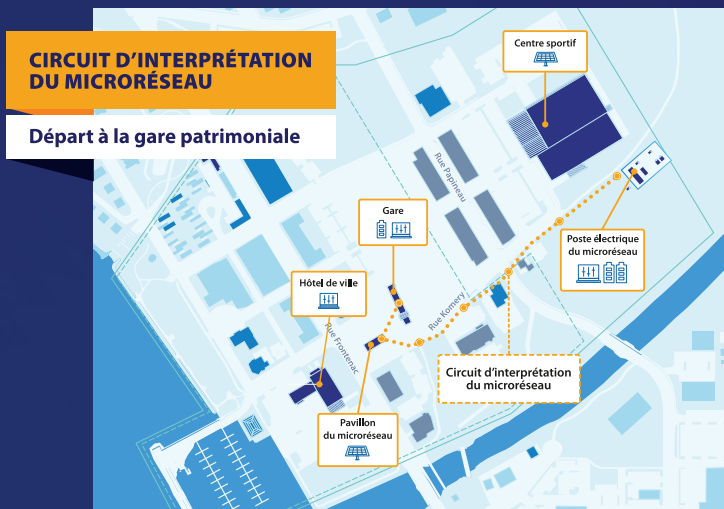 CIRCUIT D'INTERPRÉTATION
DU MICRORÉSEAU
Départ à la gare patrimoniale
Centre sportif
Rue Papineau
Gare
Poste électrique
du microréseau
Hôtel de ville
Rue Komery
Rue Frontenac
Circuit d'interprétation
du microréseau
Pavillon
du microréseau